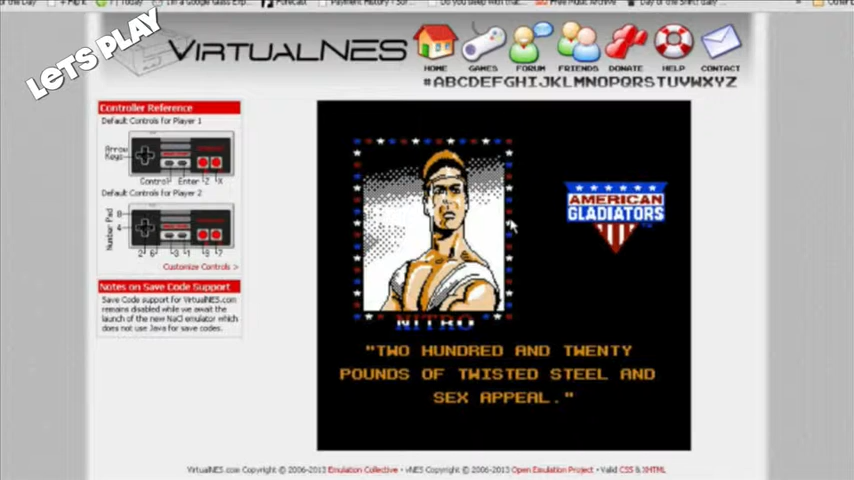 LETS PLAY
VIRTUALNES
HOME GAMES FORUM FRIENDS DONATE HELP CONTACT
#ABCDEFGHIJKLMNOPQRSTUVWXYZ
Controller Reference
Default Controls for Player 1
Arrow
Keys
Control Enter Z X
Default Controls for Player 2
Number Pad
8
4
2 6 3 1 9 7
Customize Controls >
Notes on Save Code Support
Save Code support for VirtualNES.com
remains disabled while we await the
launch of the new NaCl emulator which
does not use Java for save codes.
AMERICAN
GLADIATORS
NITRO
"TWO HUNDRED AND TWENTY
POUNDS OF TWISTED STEEL AND
SEX APPEAL."
VirtualNES.com Copyright © 2006-2013 Emulation Collective • vNES Copyright © 2006-2013 Open Emulation Project • Valid CSS & XHTML